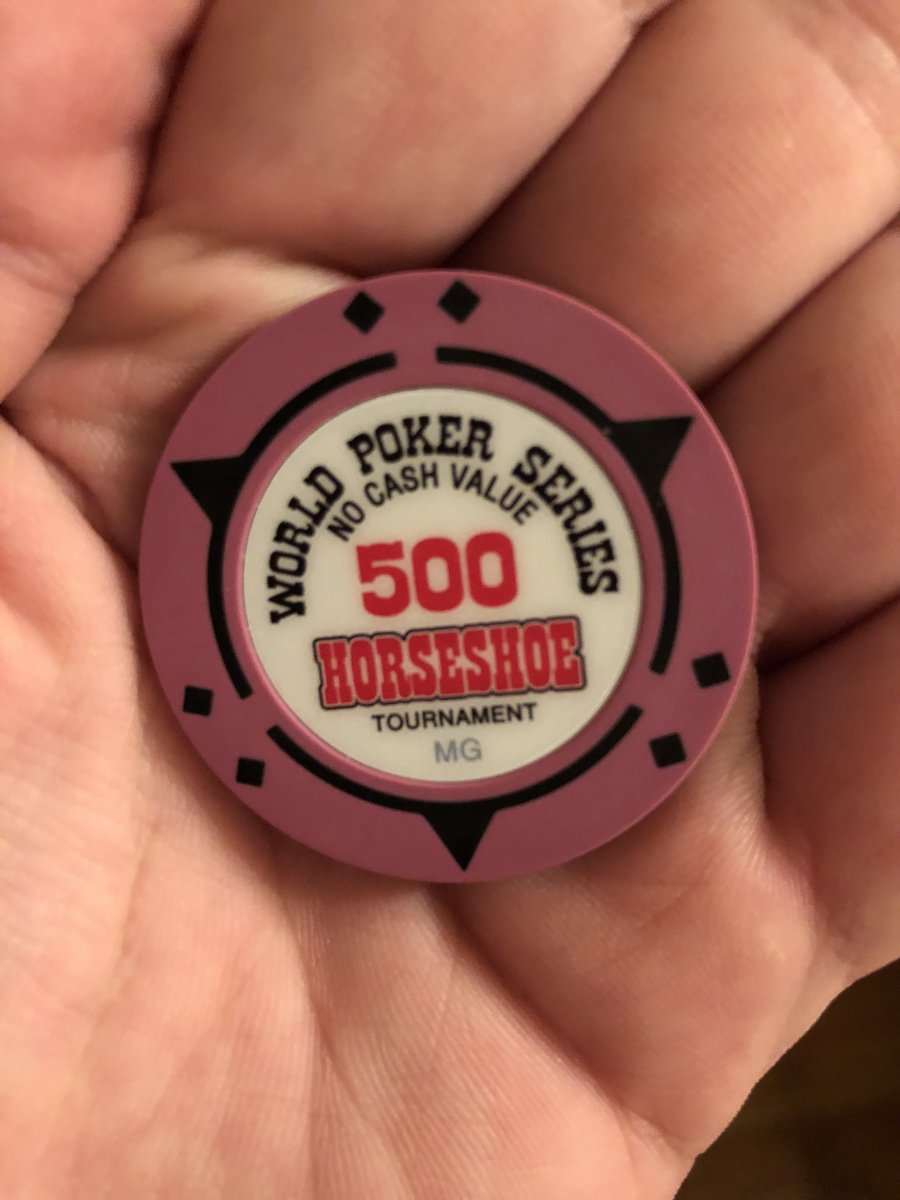 WORLD POKER SERIES
NO CASH VALUE
500
HORSESHOE
TOURNAMENT
MG